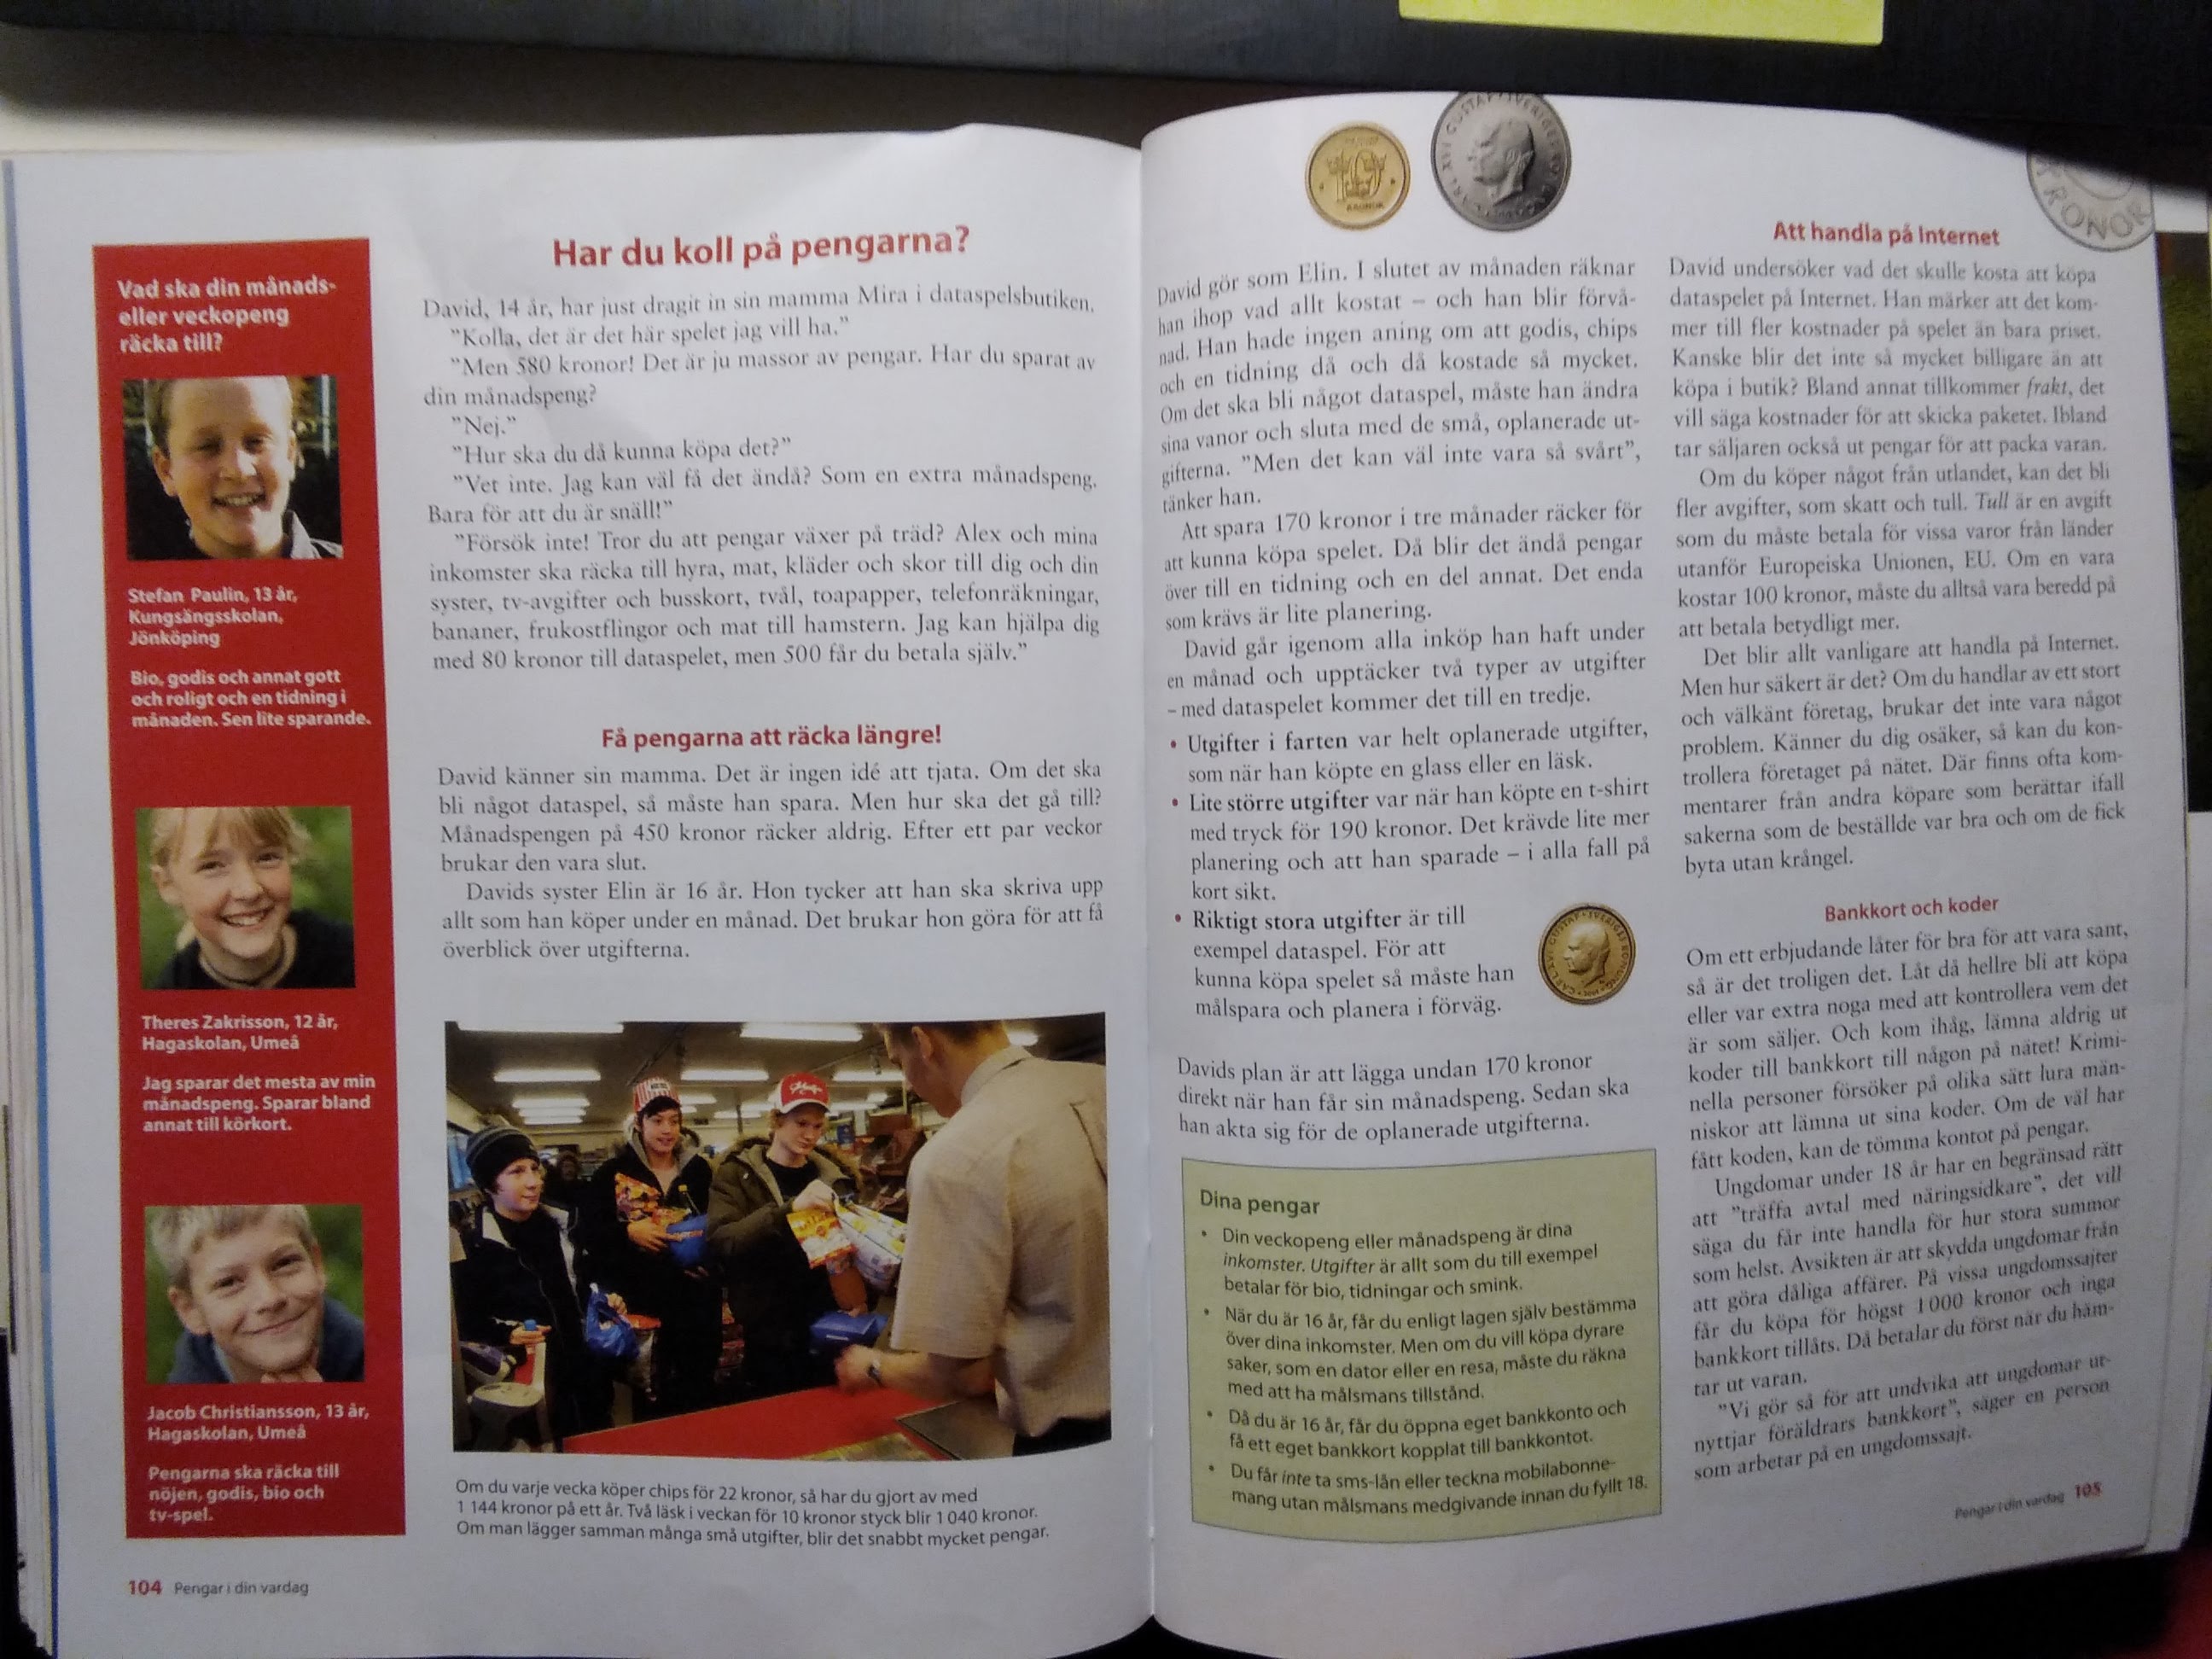 Vad ska din månads-
eller veckopeng
räcka till?
Stefan Paulin, 13 år,
Kungsängsskolan,
Jönköping
Bio, godis och annat gott
och roligt och en tidning i
månaden. Sen lite sparande.
Theres Zakrisson, 12 år,
Hagaskolan, Umeå
Jag sparar det mesta av min
månadspeng. Sparar bland
annat till körkort.
Jacob Christiansson, 13 år,
Hagaskolan, Umeå
Pengarna ska räcka till
nöjen, godis, bio och
tv-spel.
Har du koll på pengarna?
David, 14 år, har just dragit in sin mamma Mira i dataspelsbutiken.
"Kolla, det är det här spelet jag vill ha."
"Men 580 kronor! Det är ju massor av pengar. Har du sparat av
din månadspeng?
"Nej."
"Hur ska du då kunna köpa det?"
"Vet inte. Jag kan väl få det ändå? Som en extra månadspeng.
Bara för att du är snäll!"
"Försök inte! Tror du att pengar växer på träd? Alex och mina
inkomster ska räcka till hyra, mat, kläder och skor till dig och din
syster, tv-avgifter och busskort, tvål, toapapper, telefonräkningar,
bananer, frukostflingor och mat till hamstern. Jag kan hjälpa dig
med 80 kronor till dataspelet, men 500 får du betala själv."
Få pengarna att räcka längre!
David känner sin mamma. Det är ingen idé att tjata. Om det ska
bli något dataspel, så måste han spara. Men hur ska det gå till?
Månadspengen på 450 kronor räcker aldrig. Efter ett par veckor
brukar den vara slut.
Davids syster Elin är 16 år. Hon tycker att han ska skriva upp
allt som han köper under en månad. Det brukar hon göra för att få
överblick över utgifterna.
Om du varje vecka köper chips för 22 kronor, så har du gjort av med
1 144 kronor på ett år. Två läsk i veckan för 10 kronor styck blir 1 040 kronor.
Om man lägger samman många små utgifter, blir det snabbt mycket pengar.
104 Pengar i din vardag
10
KRONOR
KRONOR
David gör som Elin. I slutet av månaden räknar
han ihop vad allt kostat – och han blir förvå-
nad. Han hade ingen aning om att godis, chips
och en tidning då och då kostade så mycket.
Om det ska bli något dataspel, måste han ändra
sina vanor och sluta med de små, oplanerade ut-
gifterna. "Men det kan väl inte vara så svårt",
tänker han.
Att spara 170 kronor i tre månader räcker för
att kunna köpa spelet. Då blir det ändå pengar
över till en tidning och en del annat. Det enda
som krävs är lite planering.
David går igenom alla inköp han haft under
en månad och upptäcker två typer av utgifter
– med dataspelet kommer det till en tredje.
• Utgifter i farten var helt oplanerade utgifter,
som när han köpte en glass eller en läsk.
• Lite större utgifter var när han köpte en t-shirt
med tryck för 190 kronor. Det krävde lite mer
planering och att han sparade – i alla fall på
kort sikt.
• Riktigt stora utgifter är till
exempel dataspel. För att
kunna köpa spelet så måste han
målspara och planera i förväg.
Davids plan är att lägga undan 170 kronor
direkt när han får sin månadspeng. Sedan ska
han akta sig för de oplanerade utgifterna.
Dina pengar
• Din veckopeng eller månadspeng är dina
inkomster. Utgifter är allt som du till exempel
betalar för bio, tidningar och smink.
• När du är 16 år, får du enligt lagen själv bestämma
över dina inkomster. Men om du vill köpa dyrare
saker, som en dator eller en resa, måste du räkna
med att ha målsmans tillstånd.
• Då du är 16 år, får du öppna eget bankkonto och
få ett eget bankkort kopplat till bankkontot.
• Du får inte ta sms-lån eller teckna mobilabonne-
mang utan målsmans medgivande innan du fyllt 18.
Att handla på Internet
David undersöker vad det skulle kosta att köpa
dataspelet på Internet. Han märker att det kom-
mer till fler kostnader på spelet än bara priset.
Kanske blir det inte så mycket billigare än att
köpa i butik? Bland annat tillkommer frakt, det
vill säga kostnader för att skicka paketet. Ibland
tar säljaren också ut pengar för att packa varan.
Om du köper något från utlandet, kan det bli
fler avgifter, som skatt och tull. Tull är en avgift
som du måste betala för vissa varor från länder
utanför Europeiska Unionen, EU. Om en vara
kostar 100 kronor, måste du alltså vara beredd på
att betala betydligt mer.
Det blir allt vanligare att handla på Internet.
Men hur säkert är det? Om du handlar av ett stort
och välkänt företag, brukar det inte vara något
problem. Känner du dig osäker, så kan du kon-
trollera företaget på nätet. Där finns ofta kom-
mentarer från andra köpare som berättar ifall
sakerna som de beställde var bra och om de fick
byta utan krångel.
Bankkort och koder
Om ett erbjudande låter för bra för att vara sant,
så är det troligen det. Låt då hellre bli att köpa
eller var extra noga med att kontrollera vem det
är som säljer. Och kom ihåg, lämna aldrig ut
koder till bankkort till någon på nätet! Krimi-
nella personer försöker på olika sätt lura män-
niskor att lämna ut sina koder. Om de väl har
fått koden, kan de tömma kontot på pengar.
Ungdomar under 18 år har en begränsad rätt
att "träffa avtal med näringsidkare", det vill
säga du får inte handla för hur stora summor
som helst. Avsikten är att skydda ungdomar från
att göra dåliga affärer. På vissa ungdomssajter
får du köpa för högst 1 000 kronor och inga
bankkort tillåts. Då betalar du först när du häm-
tar ut varan.
"Vi gör så för att undvika att ungdomar ut-
nyttjar föräldrars bankkort", säger en person
som arbetar på en ungdomssajt.
Pengar i din vardag 105